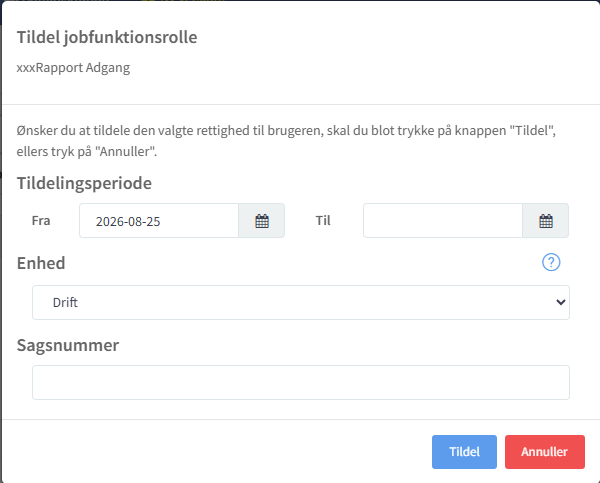 Tildel jobfunktionsrolle
xxxRapport Adgang
Ønsker du at tildele den valgte rettighed til brugeren, skal du blot trykke på knappen "Tildel",
ellers tryk på "Annuller".
Tildelingsperiode
Fra 2026-08-25 Til
Enhed ?
Drift
Sagsnummer
Tildel Annuller